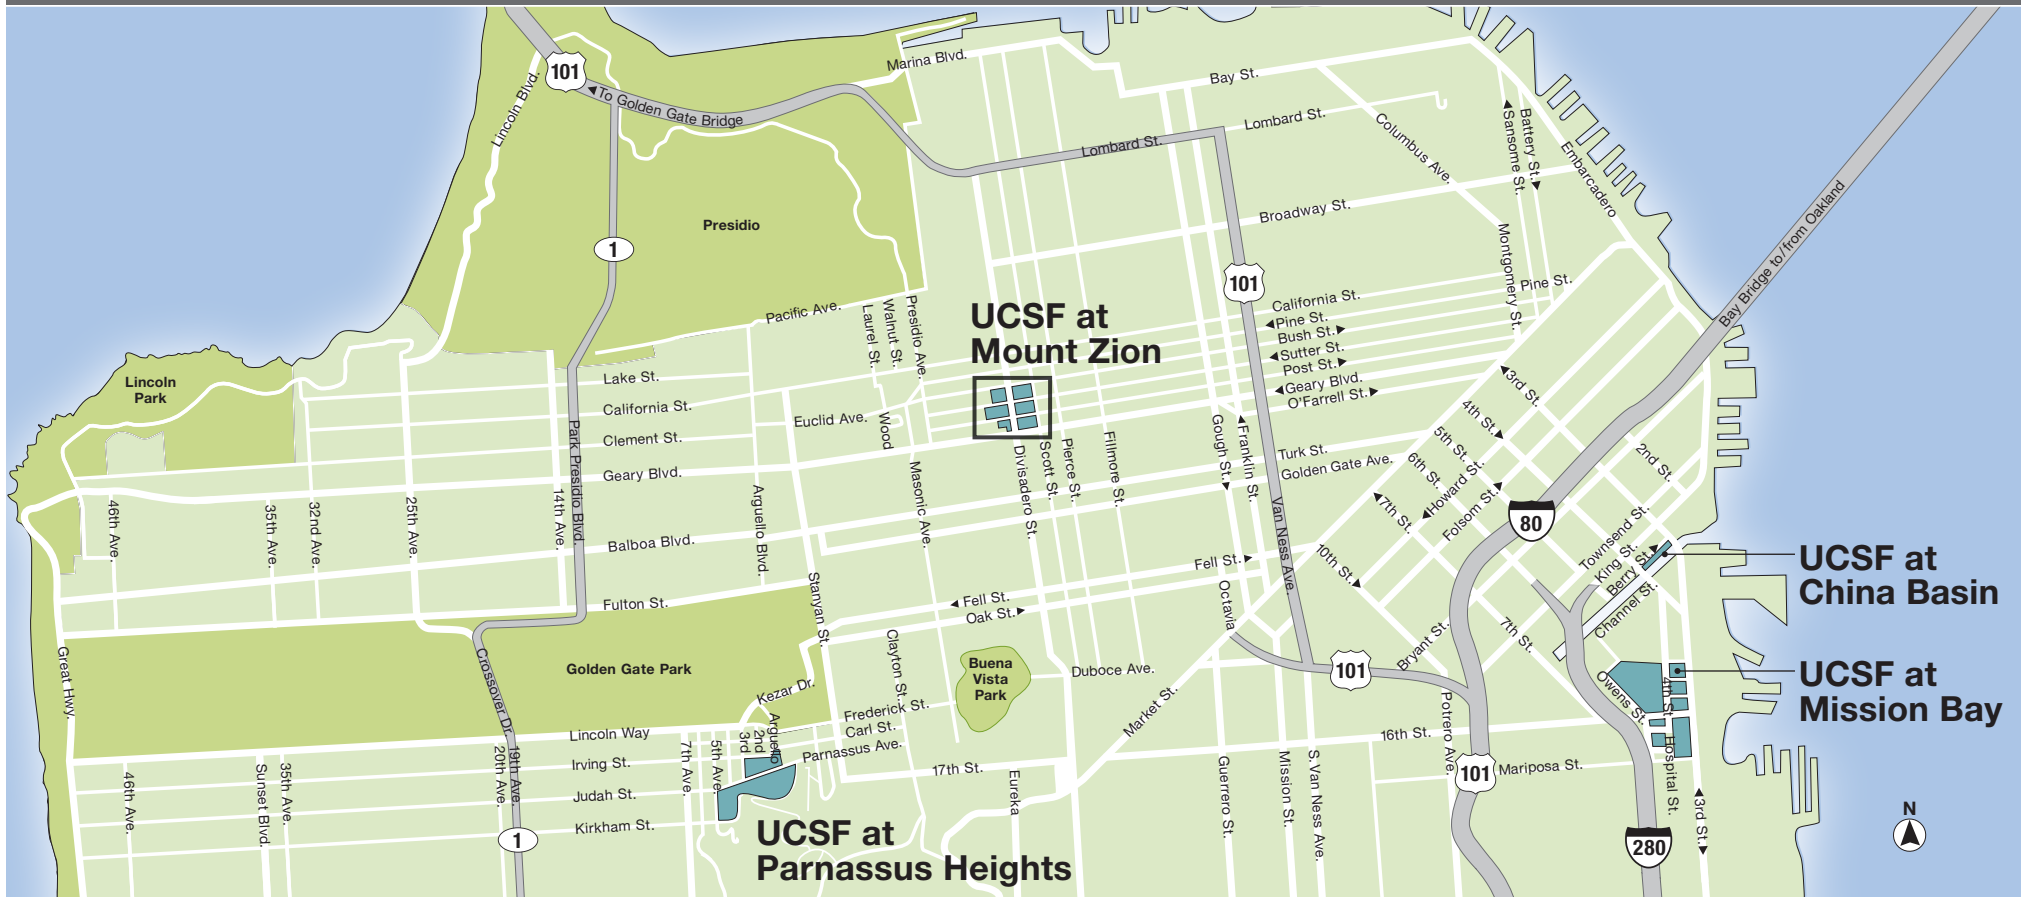 101
To Golden Gate Bridge
Lincoln Blvd.
Marina Blvd.
Bay St.
Lombard St.
Lombard St.
Columbus Ave.
Sansome St.
Battery St.
Embarcadero
Broadway St.
Montgomery St.
Bay Bridge to/from Oakland
Presidio
1
101
Pacific Ave.
Laurel St.
Walnut St.
Presidio Ave.
UCSF at
Mount Zion
California St.
Pine St.
Bush St.
Sutter St.
Post St.
Geary Blvd.
O'Farrell St.
Pine St.
Lincoln
Park
Lake St.
California St.
Clement St.
Geary Blvd.
Euclid Ave.
Wood
Park Presidio Blvd.
3rd St.
4th St.
5th St.
6th St.
7th St.
Howard St.
Folsom St.
2nd St.
Gough St.
Franklin St.
Turk St.
Golden Gate Ave.
Van Ness Ave.
Divisadero St.
Scott St.
Pierce St.
Fillmore St.
Masonic Ave.
Arguello Blvd.
46th Ave.
35th Ave.
32nd Ave.
25th Ave.
14th Ave.
Balboa Blvd.
80
Townsend St.
King St.
Berry St.
Channel St.
UCSF at
China Basin
10th St.
Fell St.
Fell St.
Oak St.
Octavia
Fulton St.
Stanyan St.
Clayton St.
Great Hwy.
Crossover Dr.
Golden Gate Park
Buena
Vista
Park
Duboce Ave.
Market St.
101
Bryant St.
7th St.
Owens St.
4th St.
UCSF at
Mission Bay
Kezar Dr.
Frederick St.
Carl St.
Parnassus Ave.
Arguello
2nd
3rd
5th Ave.
7th Ave.
Lincoln Way
Irving St.
Judah St.
Kirkham St.
17th St.
Eureka
16th St.
Potrero Ave.
Mariposa St.
101
Hospital St.
3rd St.
Guerrero St.
Mission St.
S.Van Ness Ave.
46th Ave.
Sunset Blvd.
35th Ave.
20th Ave.
19th Ave.
1
UCSF at
Parnassus Heights
280
N